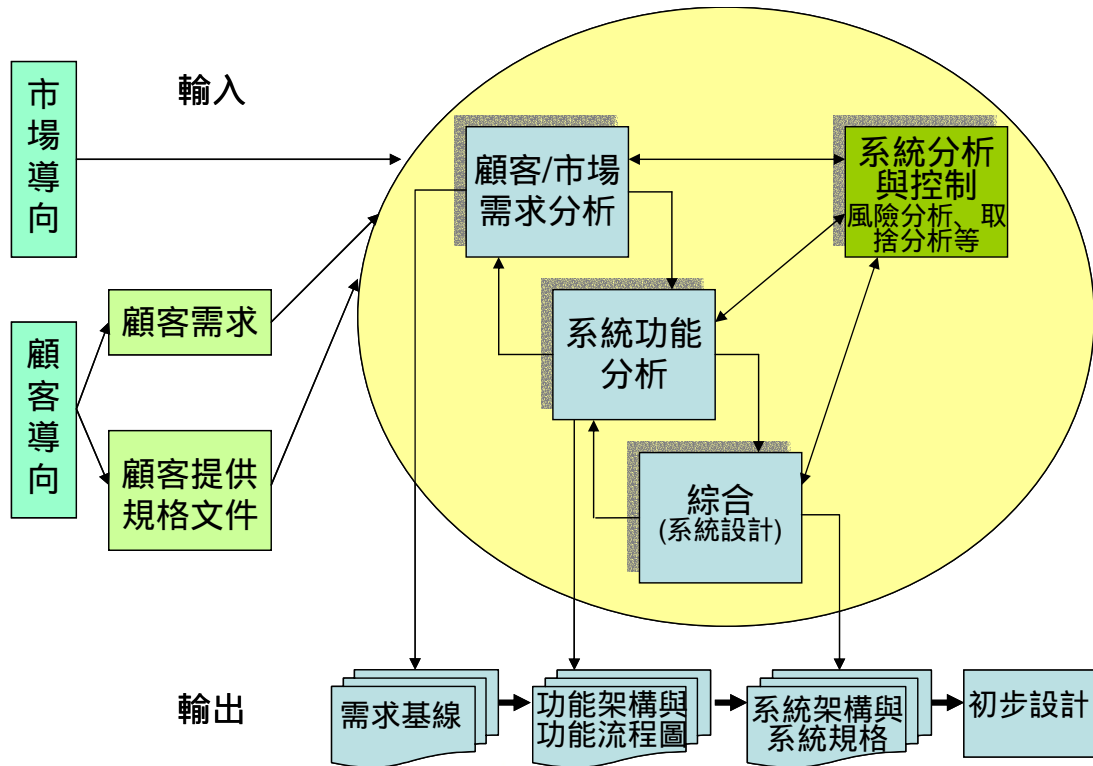 市場導向
輸入
顧客/市場
需求分析
系統分析
與控制
風險分析、取
捨分析等
顧客導向
顧客需求
系統功能
分析
顧客提供
規格文件
綜合
(系統設計)
輸出
需求基線
功能架構與
功能流程圖
系統架構與
系統規格
初步設計